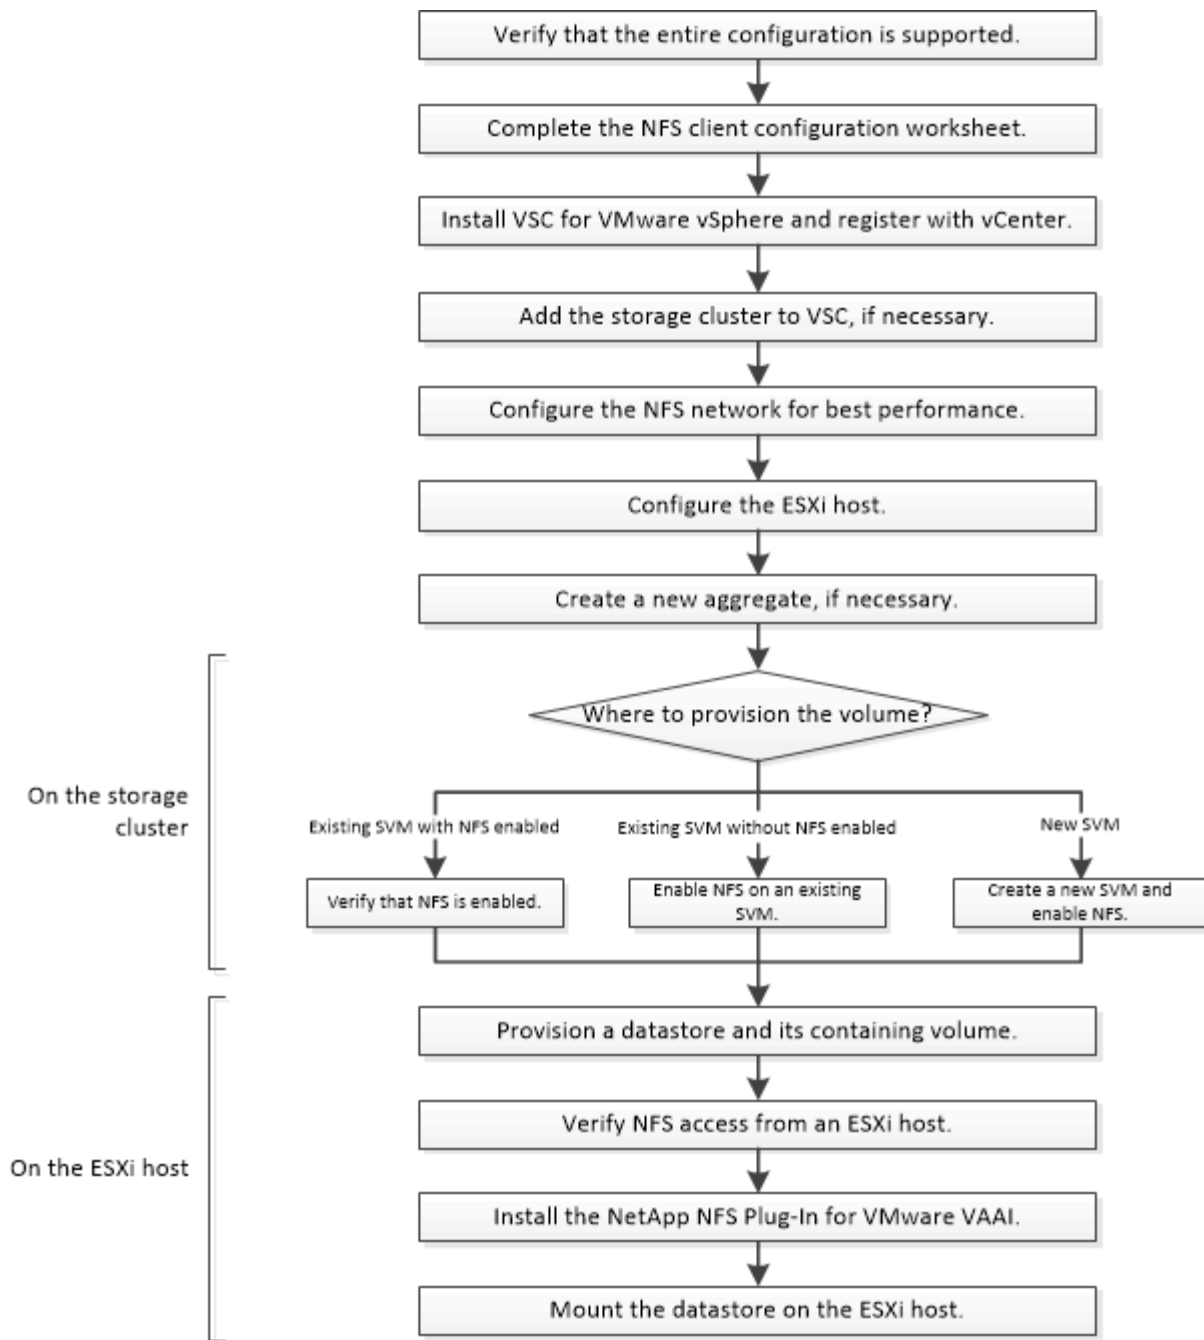 Verify that the entire configuration is supported.
Complete the NFS client configuration worksheet.
Install VSC for VMware vSphere and register with vCenter.
Add the storage cluster to VSC, if necessary.
Configure the NFS network for best performance.
Configure the ESXi host.
Create a new aggregate, if necessary.
Where to provision the volume?
On the storage
cluster
Existing SVM with NFS enabled
Existing SVM without NFS enabled
New SVM
Verify that NFS is enabled.
Enable NFS on an existing
SVM.
Create a new SVM and
enable NFS.
Provision a datastore and its containing volume.
Verify NFS access from an ESXi host.
On the ESXi host
Install the NetApp NFS Plug-In for VMware VAAI.
Mount the datastore on the ESXi host.